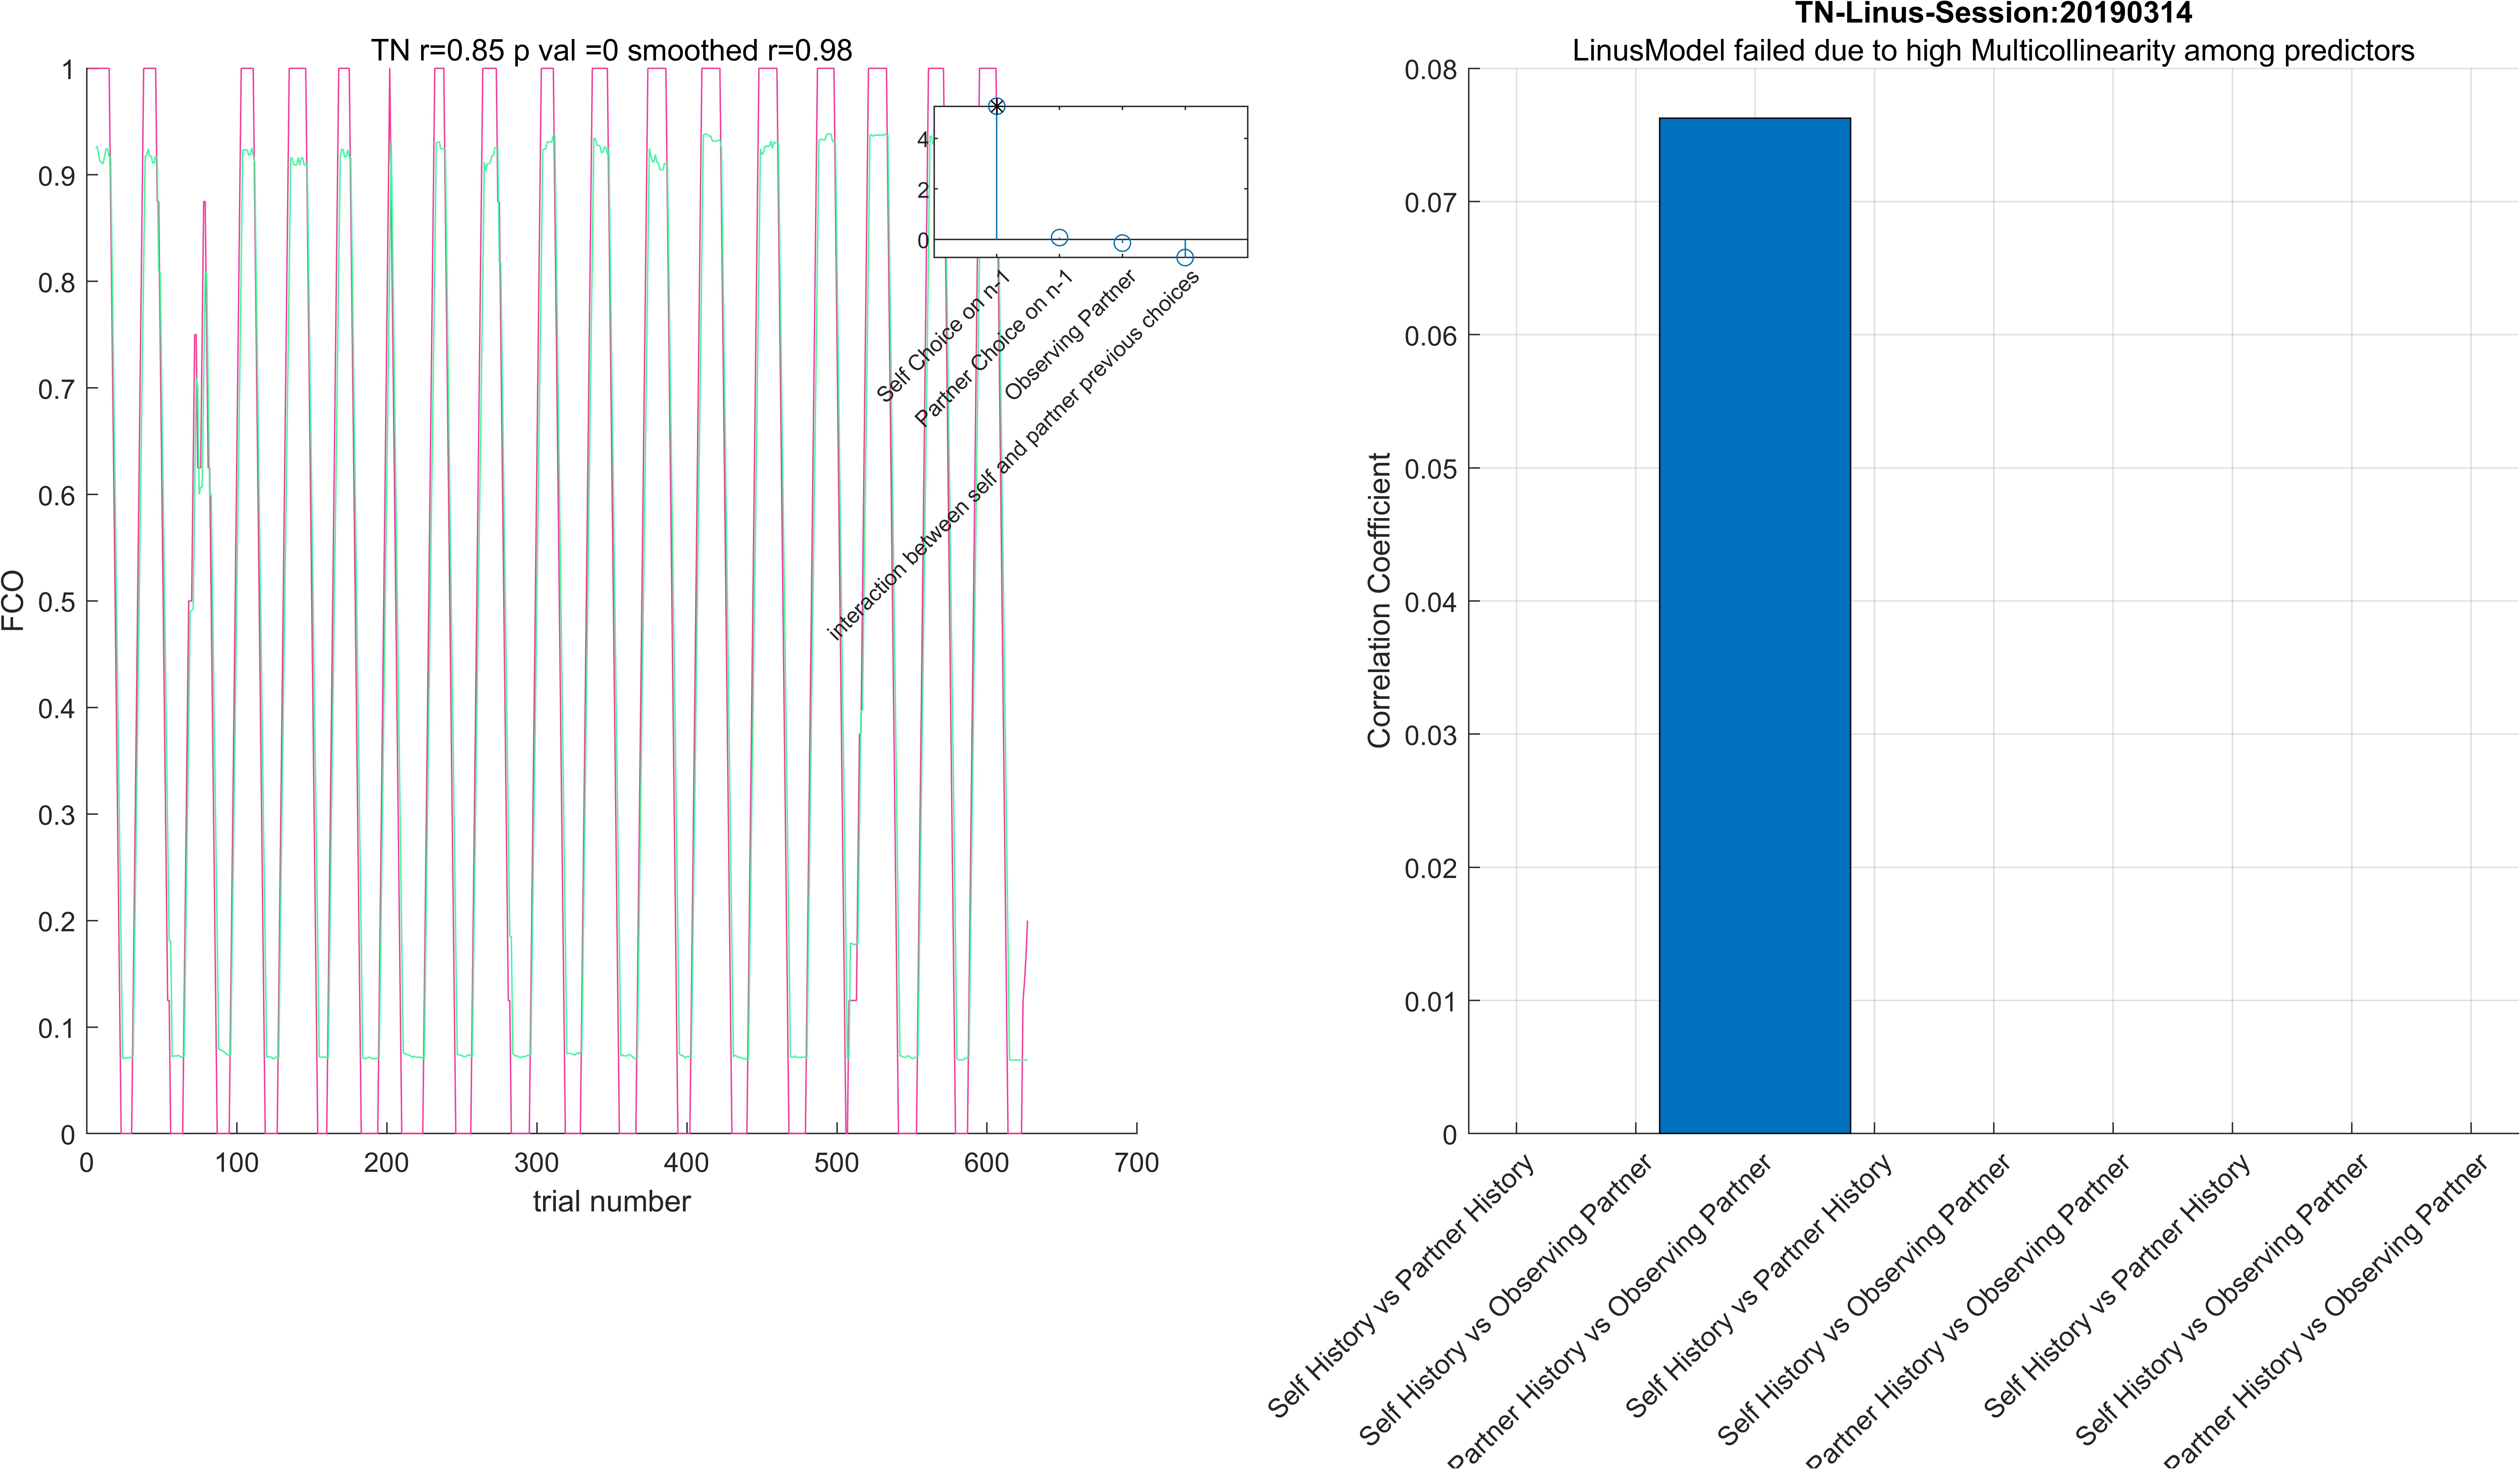 TN r=0.85 p val =0 smoothed r=0.98
1
0.9
0.8
0.7
0.6
0.5
0.4
0.3
0.2
0.1
0
FCO
0
100
200
300
400
500
600
700
trial number
4
2
0
Self Choice on n-1
Partner Choice on n-1
Observing Partner
interaction between self and partner previous choices
TN-Linus-Session:20190314
LinusModel failed due to high Multicollinearity among predictors
0.08
0.07
0.06
0.05
0.04
0.03
0.02
0.01
0
Correlation Coefficient
Self History vs Partner History
Self History vs Observing Partner
Partner History vs Observing Partner
Self History vs Partner History
Self History vs Observing Partner
Partner History vs Observing Partner
Self History vs Partner History
Self History vs Observing Partner
Partner History vs Observing Partner